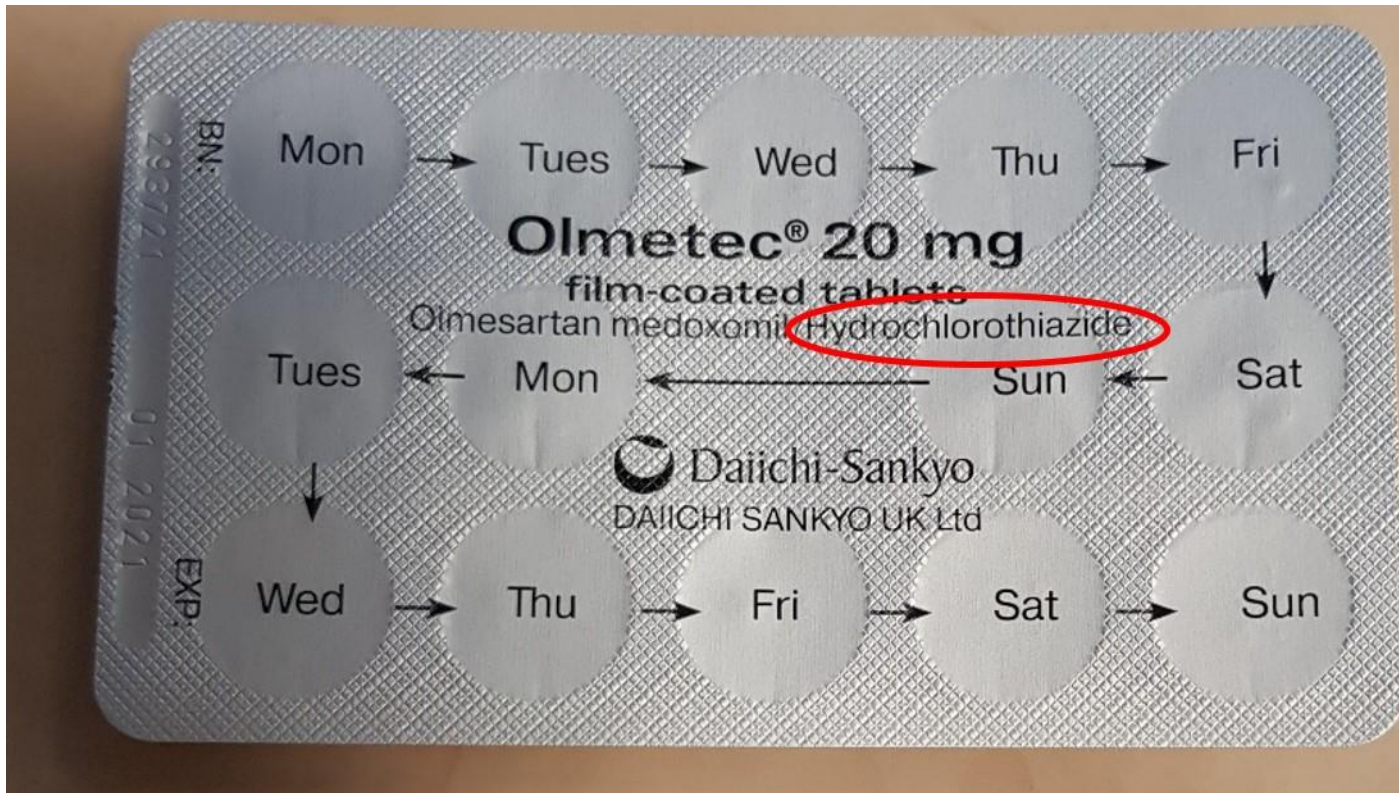 BN:
293721
Mon → Tues → Wed → Thu → Fri
Olmetec® 20 mg
film-coated tablets
Olmesartan medoxomil/Hydrochlorothiazide
Tues ← Mon ← Sun ← Sat
Daiichi-Sankyo
DAIICHI SANKYO UK Ltd
01 2021
EXP:
Wed → Thu → Fri → Sat → Sun